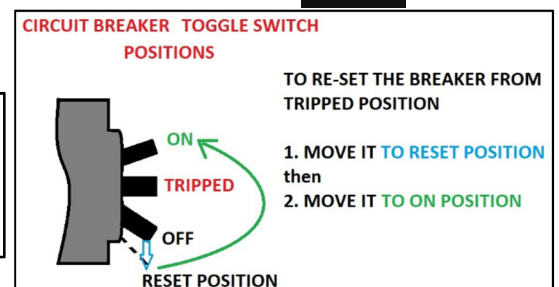 CIRCUIT BREAKER TOGGLE SWITCH
POSITIONS
TO RE-SET THE BREAKER FROM
TRIPPED POSITION
ON
1. MOVE IT TO RESET POSITION
then
2. MOVE IT TO ON POSITION
TRIPPED
OFF
RESET POSITION